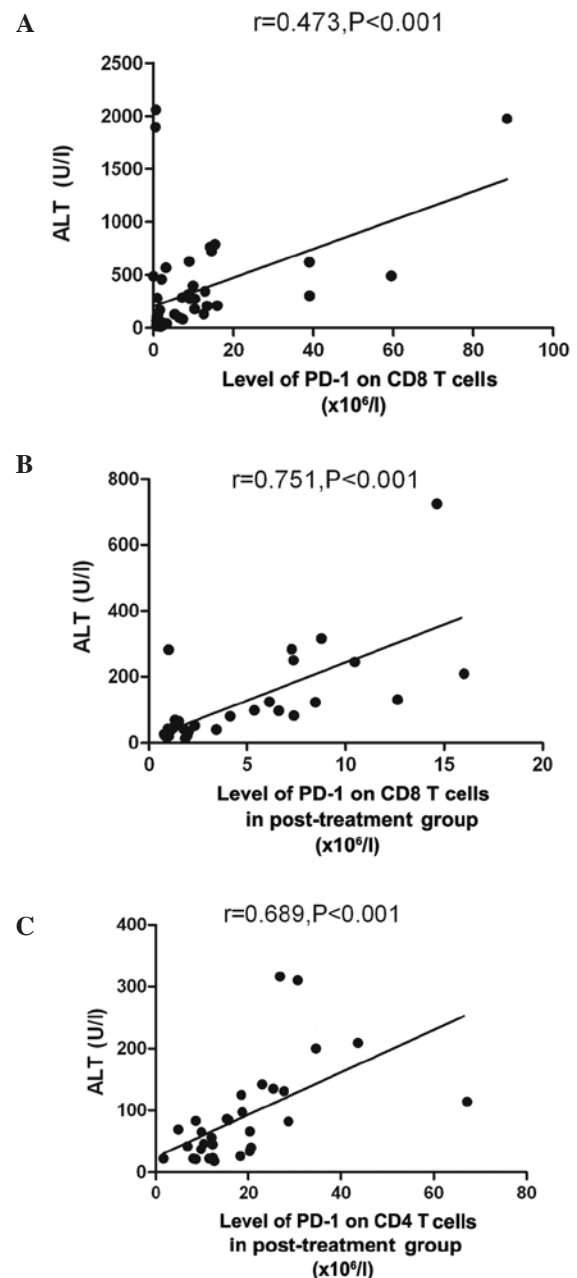 A
r=0.473,P<0.001
2500
2000
1500
1000
500
0
ALT (U/l)
0 20 40 60 80 100
Level of PD-1 on CD8 T cells
(x10⁶/l)
B
r=0.751,P<0.001
800
600
400
200
0
ALT (U/l)
0 5 10 15 20
Level of PD-1 on CD8 T cells
in post-treatment group
(x10⁶/l)
C
r=0.689,P<0.001
400
300
200
100
0
ALT (U/l)
0 20 40 60 80
Level of PD-1 on CD4 T cells
in post-treatment group
(x10⁶/l)